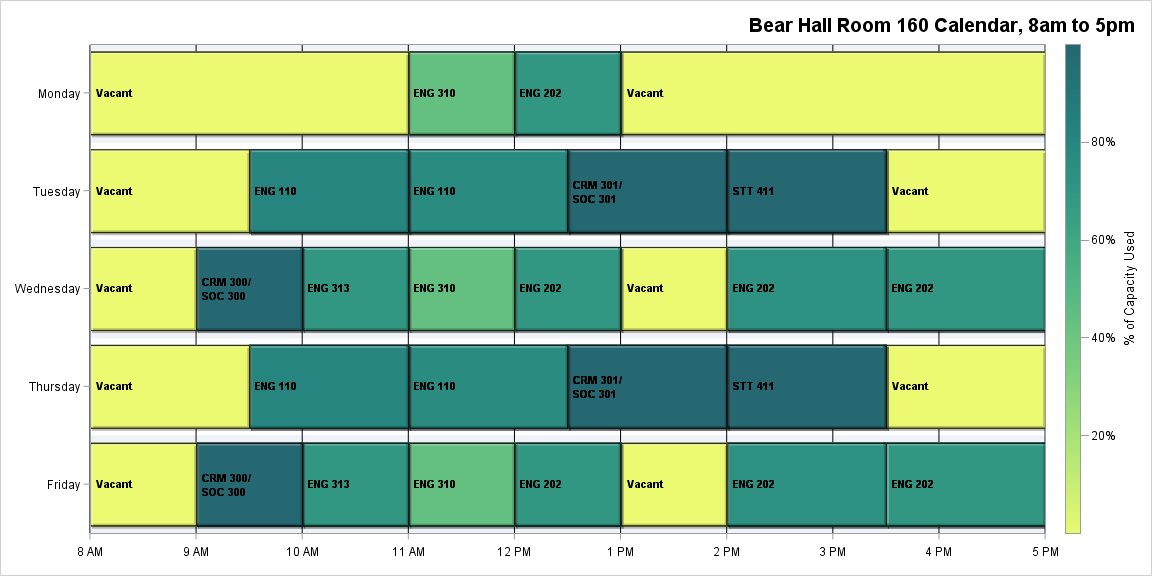 Bear Hall Room 160 Calendar, 8am to 5pm
Monday
Vacant
ENG 310
ENG 202
Vacant
Tuesday
Vacant
ENG 110
ENG 110
CRM 301/
SOC 301
STT 411
Vacant
Wednesday
Vacant
CRM 300/
SOC 300
ENG 313
ENG 310
ENG 202
Vacant
ENG 202
ENG 202
Thursday
Vacant
ENG 110
ENG 110
CRM 301/
SOC 301
STT 411
Vacant
Friday
Vacant
CRM 300/
SOC 300
ENG 313
ENG 310
ENG 202
Vacant
ENG 202
ENG 202
8 AM
9 AM
10 AM
11 AM
12 PM
1 PM
2 PM
3 PM
4 PM
5 PM
80%
60%
40%
20%
% of Capacity Used